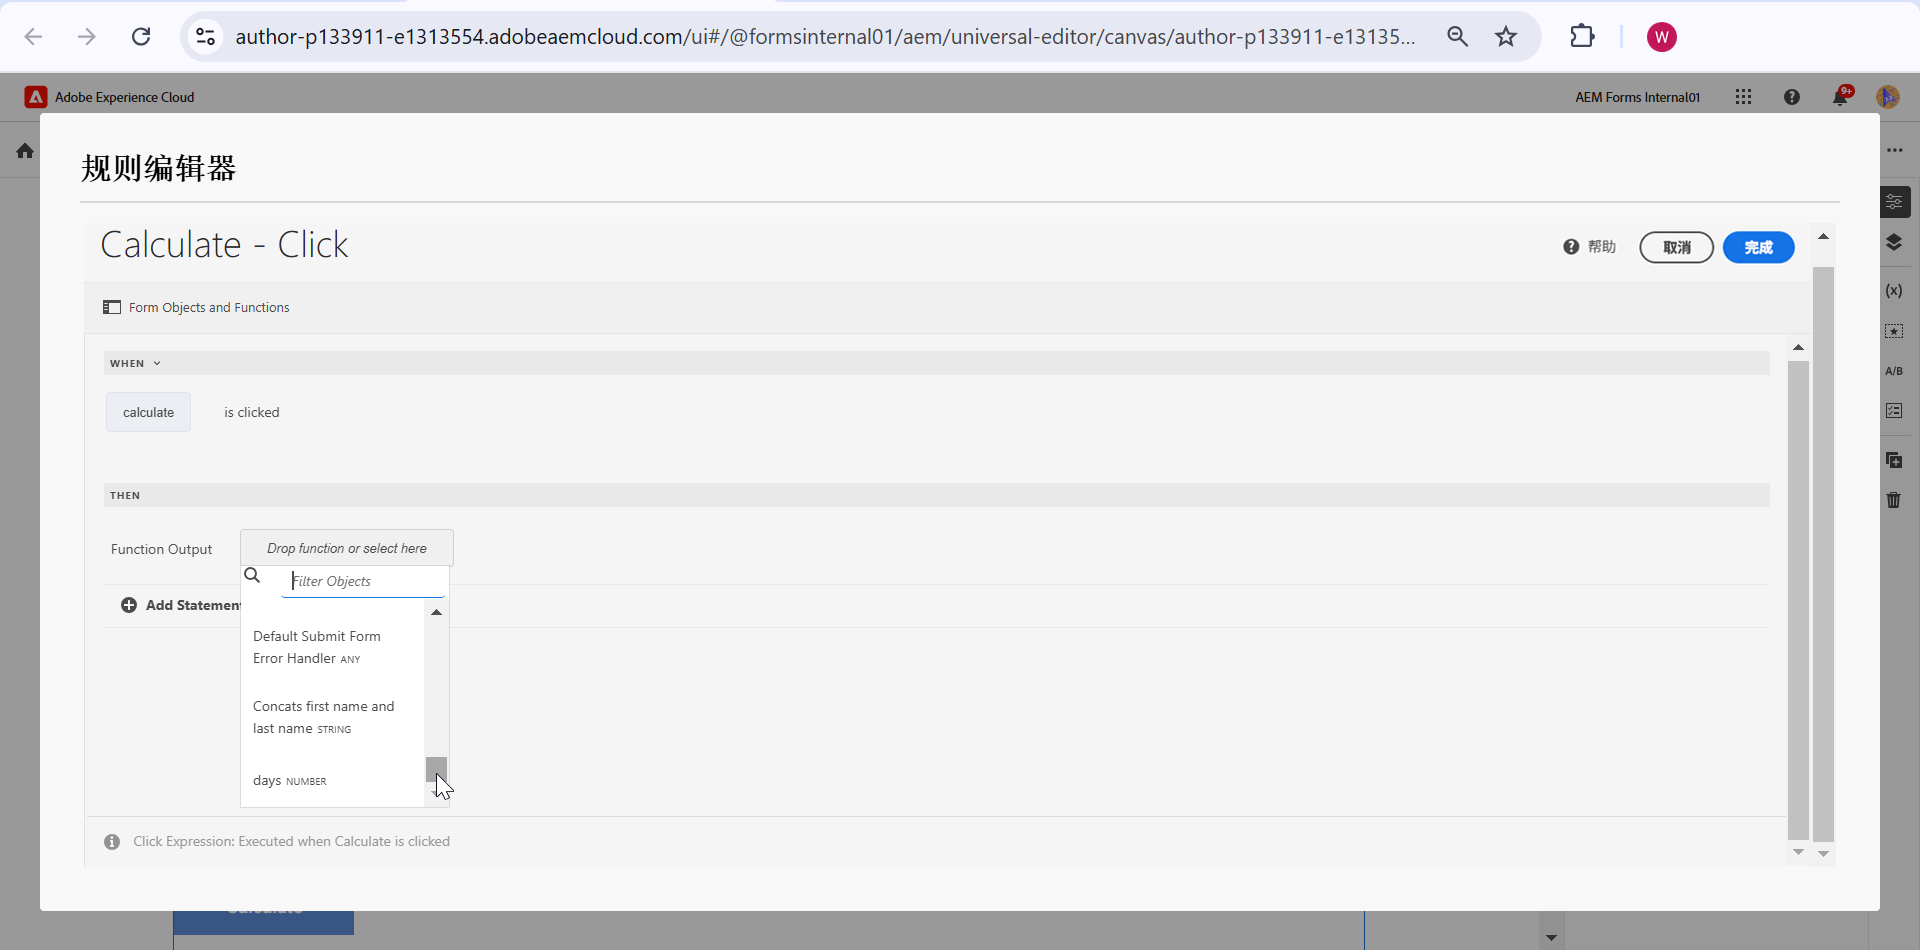 author-p133911-e1313554.adobeaemcloud.com/ui#/@formsinternal01/aem/universal-editor/canvas/author-p133911-e13135...
W
Adobe Experience Cloud
AEM Forms Internal01
9+
规则编辑器
Calculate - Click
帮助
取消
完成
Form Objects and Functions
(x)
WHEN
A/B
calculate
is clicked
THEN
Function Output
Drop function or select here
Filter Objects
Add Statement
Default Submit Form
Error Handler ANY
Concats first name and
last name STRING
days NUMBER
Click Expression: Executed when Calculate is clicked